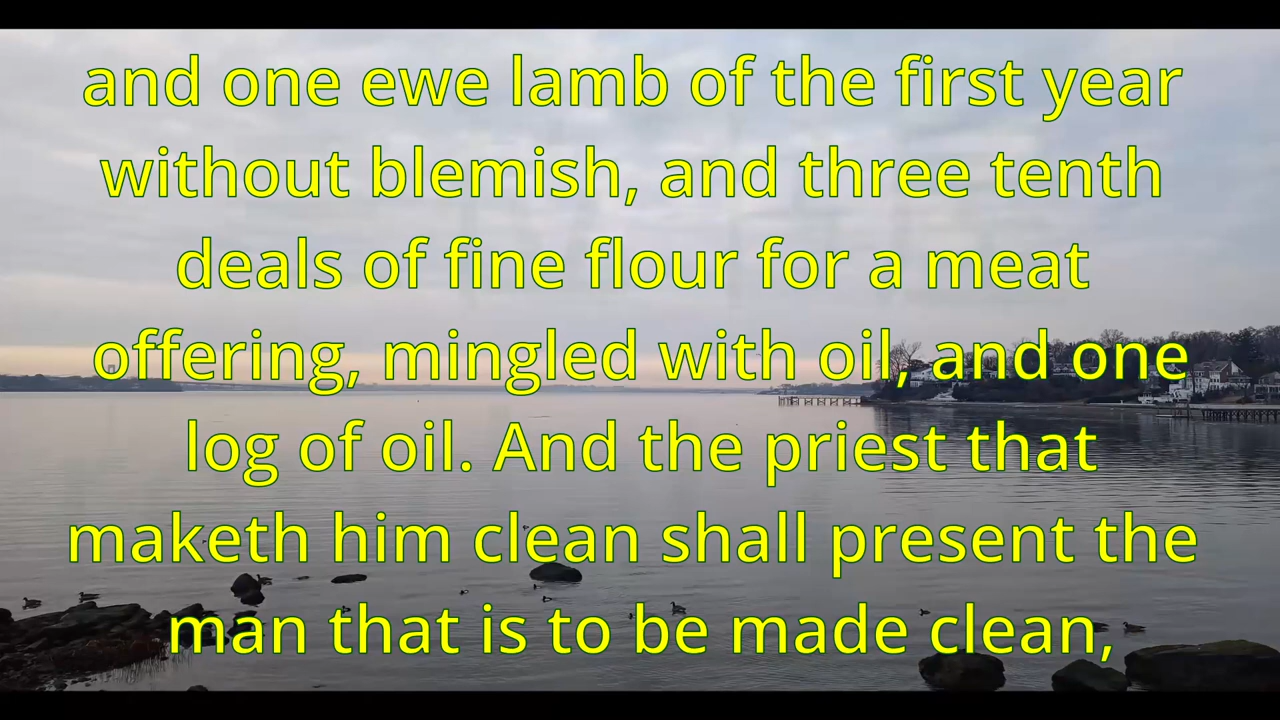 and one ewe lamb of the first year
without blemish, and three tenth
deals of fine flour for a meat
offering, mingled with oil, and one
log of oil. And the priest that
maketh him clean shall present the
man that is to be made clean,